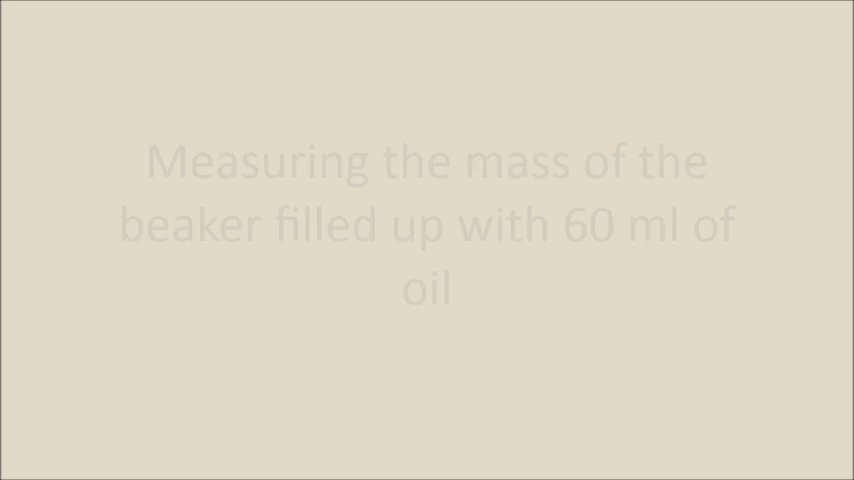 Measuring the mass of the
beaker filled up with 60 ml of
oil